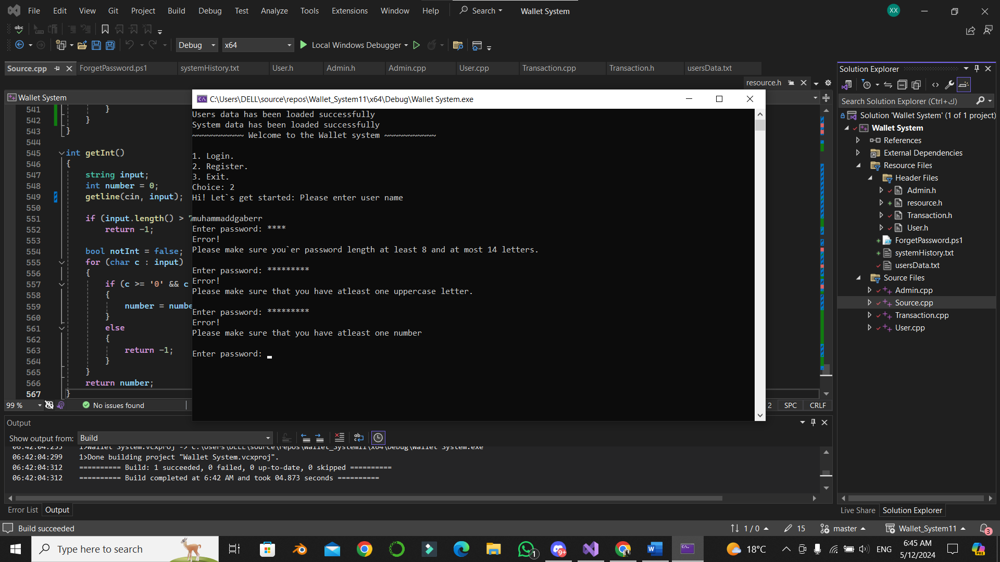 File Edit View Git Project Build Debug Test Analyze Tools Extensions Window Help Search Wallet System XX
abc
Debug x64 Local Windows Debugger
Source.cpp ForgetPassword.ps1 systemHistory.txt User.h Admin.h Admin.cpp User.cpp Transaction.cpp Transaction.h usersData.txt
resource.h
Wallet System
541 }
542 }
543 }
544
545 int getInt()
546 {
547 string input;
548 int number = 0;
549 getline(cin, input);
550
551 if (input.length() >
552 return -1;
553
554 bool notInt = false;
555 for (char c : input)
556 {
557 if (c >= '0' && c
558 {
559 number = numbe
560 }
561 else
562 {
563 return -1;
564 }
565 }
566 return number;
567 }
C:\Users\DELL\source\repos\Wallet_System11\x64\Debug\Wallet System.exe
Users data has been loaded successfully
System data has been loaded successfully
~~~~~~~~~~~ Welcome to the Wallet system ~~~~~~~~~~~
1. Login.
2. Register.
3. Exit.
Choice: 2
Hi! Let`s get started: Please enter user name
muhammaddgaberr
Enter password: ****
Error!
Please make sure you`er password length at least 8 and at most 14 letters.
Enter password: *********
Error!
Please make sure that you have atleast one uppercase letter.
Enter password: *********
Error!
Please make sure that you have atleast one number
Enter password:
99 % No issues found 2 SPC CRLF
Output
Show output from: Build
06:42:04:255 1>Wallet System.vcxproj -> C:\Users\DELL\source\repos\Wallet_System11\x64\Debug\Wallet System.exe
06:42:04:299 1>Done building project "Wallet System.vcxproj".
06:42:04:312 ========== Build: 1 succeeded, 0 failed, 0 up-to-date, 0 skipped ==========
06:42:04:312 ========== Build completed at 6:42 AM and took 04.873 seconds ==========
Error List Output
Solution Explorer
Search Solution Explorer (Ctrl+ك)
Solution 'Wallet System' (1 of 1 project)
Wallet System
References
External Dependencies
Resource Files
Header Files
Admin.h
resource.h
Transaction.h
User.h
ForgetPassword.ps1
systemHistory.txt
usersData.txt
Source Files
Admin.cpp
Source.cpp
Transaction.cpp
User.cpp
Live Share Solution Explorer
Build succeeded 1 / 0 15 master Wallet_System11 3
Type here to search 1 9+ 18°C ENG 6:45 AM PRE
5/12/2024